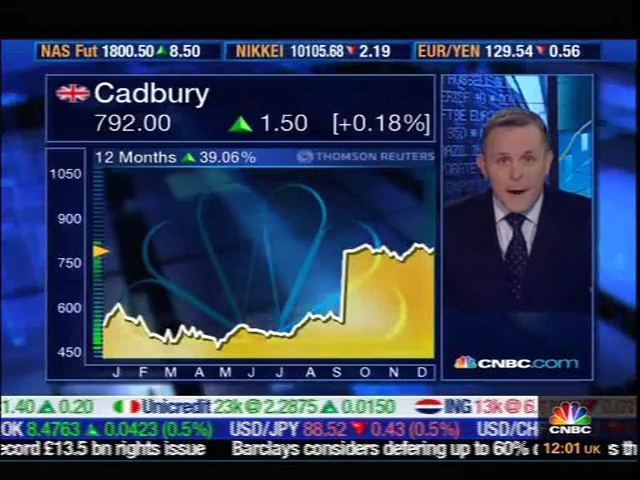 NAS Fut 1800.50 8.50 NIKKEI 10105.68 2.19 EUR/YEN 129.54 0.56
Cadbury
792.00 1.50 [+0.18%]
12 Months 39.06% THOMSON REUTERS
1050
900
750
600
450
J F M A M J J A S O N D
CNBC.com
1.40 0.20 Unicredit 23k@2.2875 0.0150 ING 13k@6.
CNBC
OK 8.4763 0.0423 (0.5%) USD/JPY 88.52 0.43 (0.5%) USD/CH
12:01 UK
ecord £13.5 bn rights issue Barclays considers defering up to 60% o